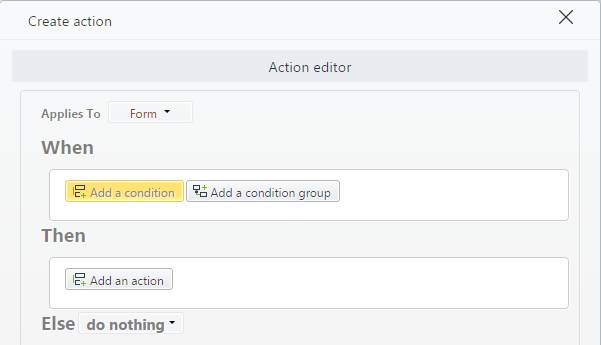 Create action
Action editor
Applies To Form
When
Add a condition Add a condition group
Then
Add an action
Else do nothing